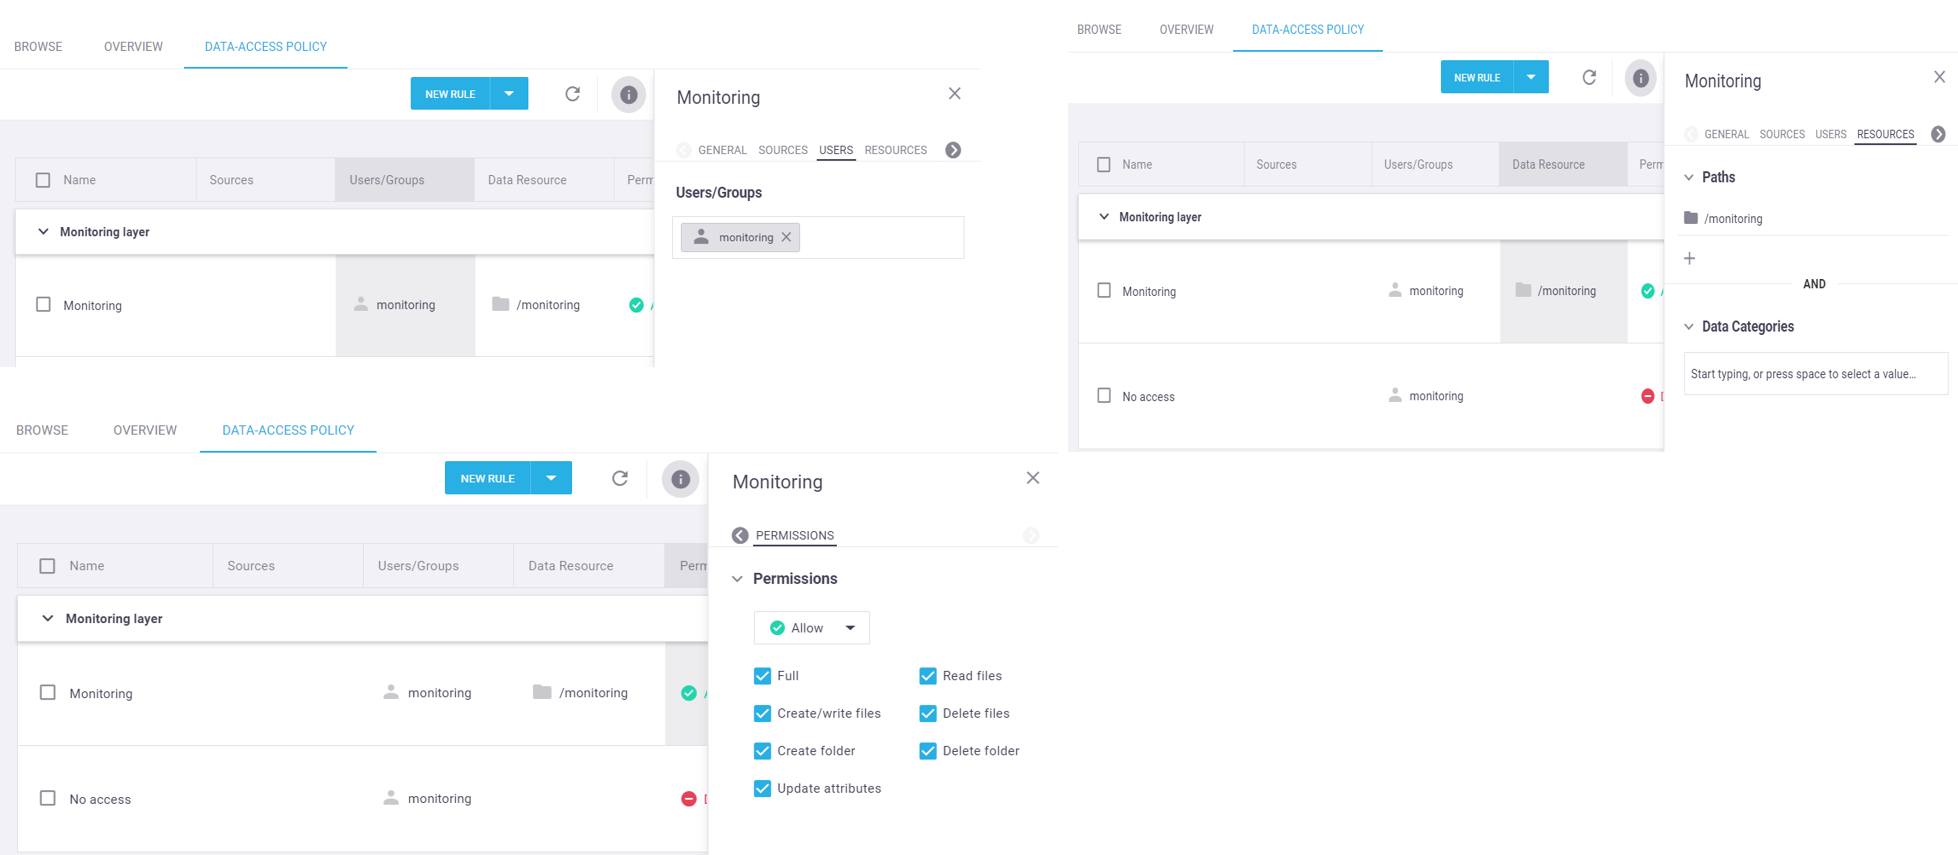 BROWSE OVERVIEW DATA-ACCESS POLICY
NEW RULE
Monitoring
GENERAL SOURCES USERS RESOURCES
Name Sources Users/Groups Data Resource Perm
Users/Groups
Monitoring layer
monitoring
Monitoring monitoring /monitoring
BROWSE OVERVIEW DATA-ACCESS POLICY
NEW RULE
Monitoring
GENERAL SOURCES USERS RESOURCES
Name Sources Users/Groups Data Resource Perm
Paths
Monitoring layer
/monitoring
AND
Monitoring monitoring /monitoring
Data Categories
Start typing, or press space to select a value...
No access monitoring
BROWSE OVERVIEW DATA-ACCESS POLICY
NEW RULE
Monitoring
PERMISSIONS
Name Sources Users/Groups Data Resource Perm
Permissions
Monitoring layer
Allow
Full Read files
Monitoring monitoring /monitoring
Create/write files Delete files
Create folder Delete folder
Update attributes
No access monitoring